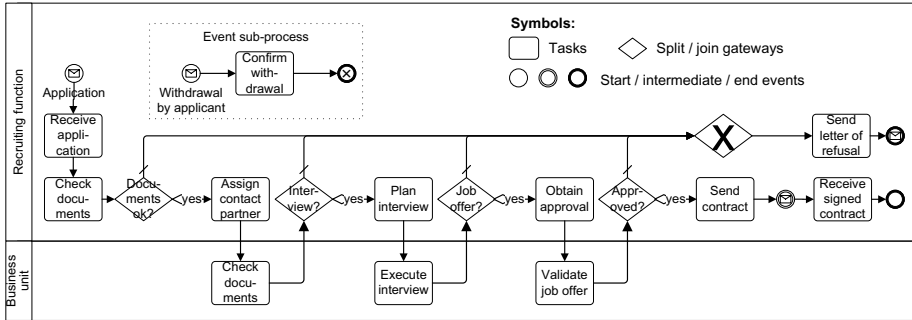 Recruiting function
Business
unit
Event sub-process
Withdrawal
by applicant
Confirm
with-
drawal
Symbols:
Tasks
Split / join gateways
Start / intermediate / end events
Application
Receive
appli-
cation
Check
documents
Docu-
ments
ok?
yes
Assign
contact
partner
Inter-
view?
yes
Plan
interview
Job
offer?
yes
Obtain
approval
Appr-
oved?
yes
Send
contract
Receive
signed
contract
X
Send
letter of
refusal
Check
docu-
ments
Execute
interview
Validate
job offer